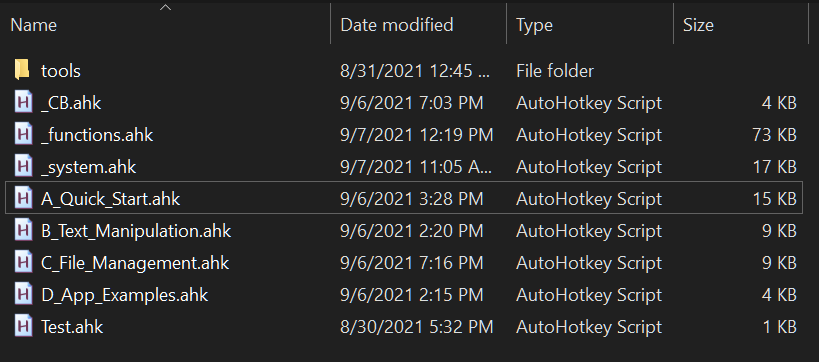 Name Date modified Type Size
tools 8/31/2021 12:45 ... File folder
_CB.ahk 9/6/2021 7:03 PM AutoHotkey Script 4 KB
_functions.ahk 9/7/2021 12:19 PM AutoHotkey Script 73 KB
_system.ahk 9/7/2021 11:05 A... AutoHotkey Script 17 KB
A_Quick_Start.ahk 9/6/2021 3:28 PM AutoHotkey Script 15 KB
B_Text_Manipulation.ahk 9/6/2021 2:20 PM AutoHotkey Script 9 KB
C_File_Management.ahk 9/6/2021 7:16 PM AutoHotkey Script 9 KB
D_App_Examples.ahk 9/6/2021 2:15 PM AutoHotkey Script 4 KB
Test.ahk 8/30/2021 5:32 PM AutoHotkey Script 1 KB